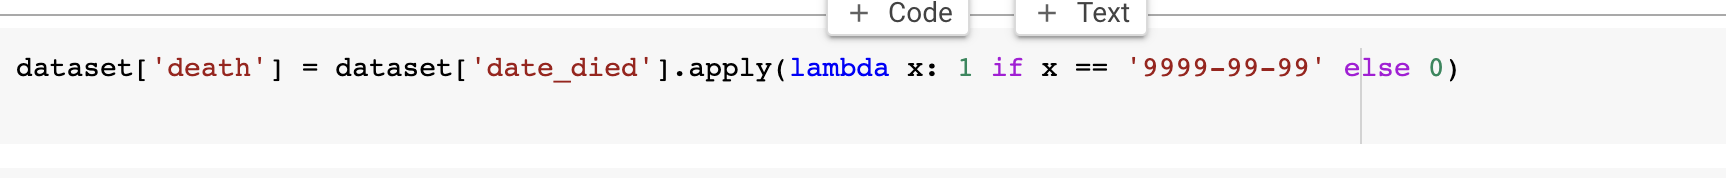 + Code + Text
dataset['death'] = dataset['date_died'].apply(lambda x: 1 if x == '9999-99-99' else 0)